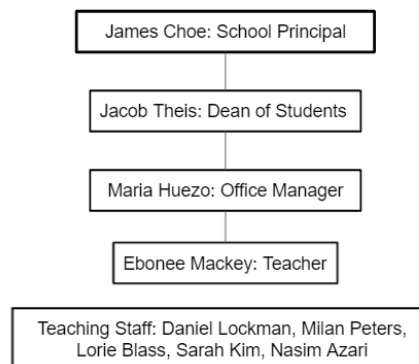 James Choe: School Principal
Jacob Theis: Dean of Students
Maria Huezo: Office Manager
Ebonee Mackey: Teacher
Teaching Staff: Daniel Lockman, Milan Peters,
Lorie Blass, Sarah Kim, Nasim Azari